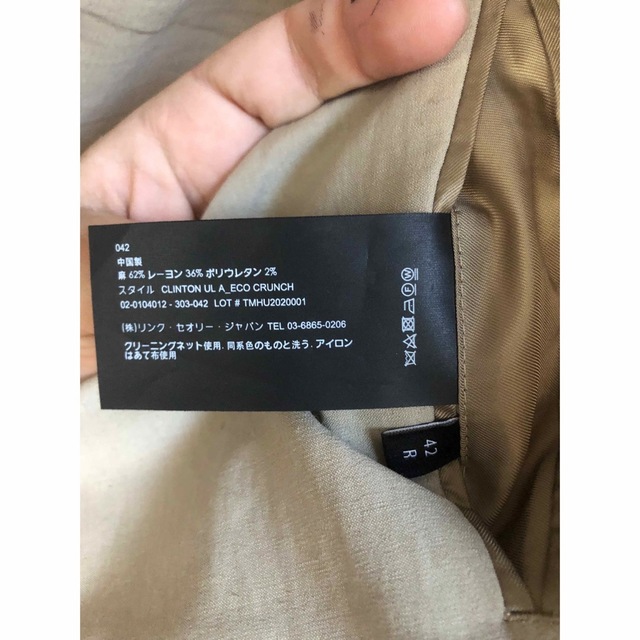 042
中国製
麻 62% レーヨン 36% ポリウレタン 2%
スタイル CLINTON UL A_ECO CRUNCH
02-0104012 - 303-042 LOT # TMHU2020001
(株)リンク・セオリー・ジャパン TEL 03-6865-0206
クリーニングネット使用. 同系色のものと洗う. アイロン
はあて布使用
W
F
42
R